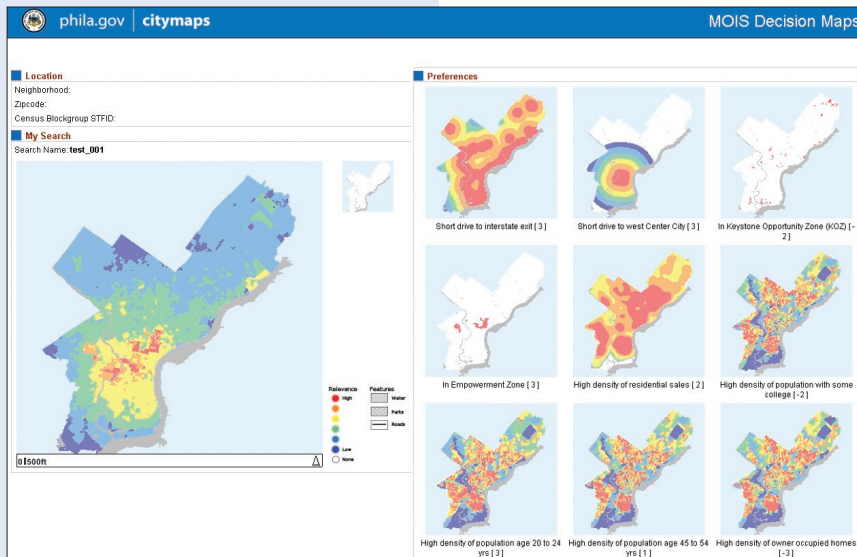 phila.gov | citymaps
MOIS Decision Maps
Location
Neighborhood:
Zipcode:
Census Blockgroup STFID:
My Search
Search Name: test_001
Relevance
High
Low
None
Features
Water
Parks
Roads
0 500ft
Preferences
Short drive to interstate exit [ 3 ]
Short drive to west Center City [ 3 ]
In Keystone Opportunity Zone (KOZ) [ -
2 ]
In Empowerment Zone [ 3 ]
High density of residential sales [ 2 ]
High density of population with some
college [ -2 ]
High density of population age 20 to 24
yrs [ 3 ]
High density of population age 45 to 54
yrs [ 1 ]
High density of owner occupied homes
[ -3 ]